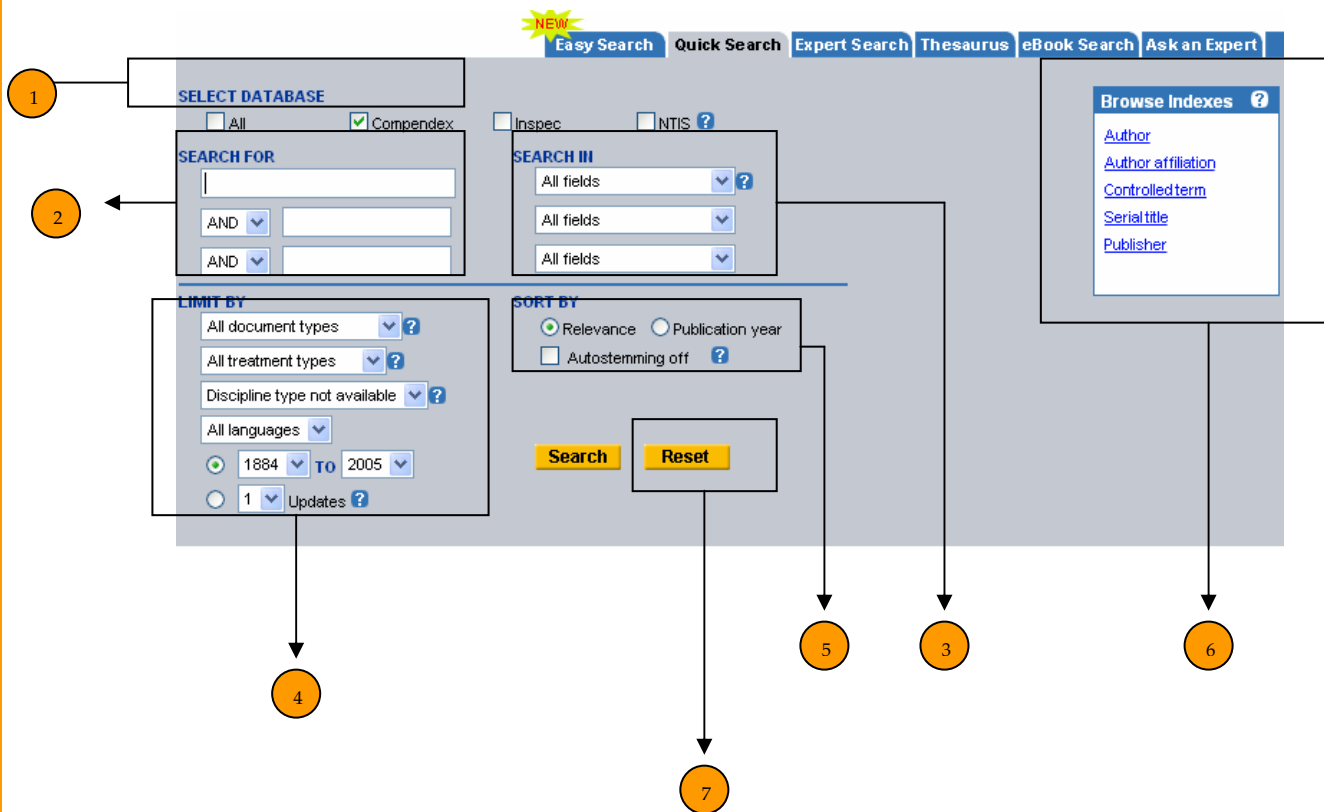 NEW
Easy Search Quick Search Expert Search Thesaurus eBook Search Ask an Expert
1
SELECT DATABASE
All Compendex Inspec NTIS ?
Browse Indexes ?
Author
Author affiliation
Controlled term
Serial title
Publisher
2
SEARCH FOR
AND
AND
SEARCH IN
All fields ?
All fields
All fields
LIMIT BY
All document types ?
All treatment types ?
Discipline type not available ?
All languages
1884 TO 2005
1 Updates ?
SORT BY
Relevance Publication year
Autostemming off ?
Search Reset
5
3
6
4
7